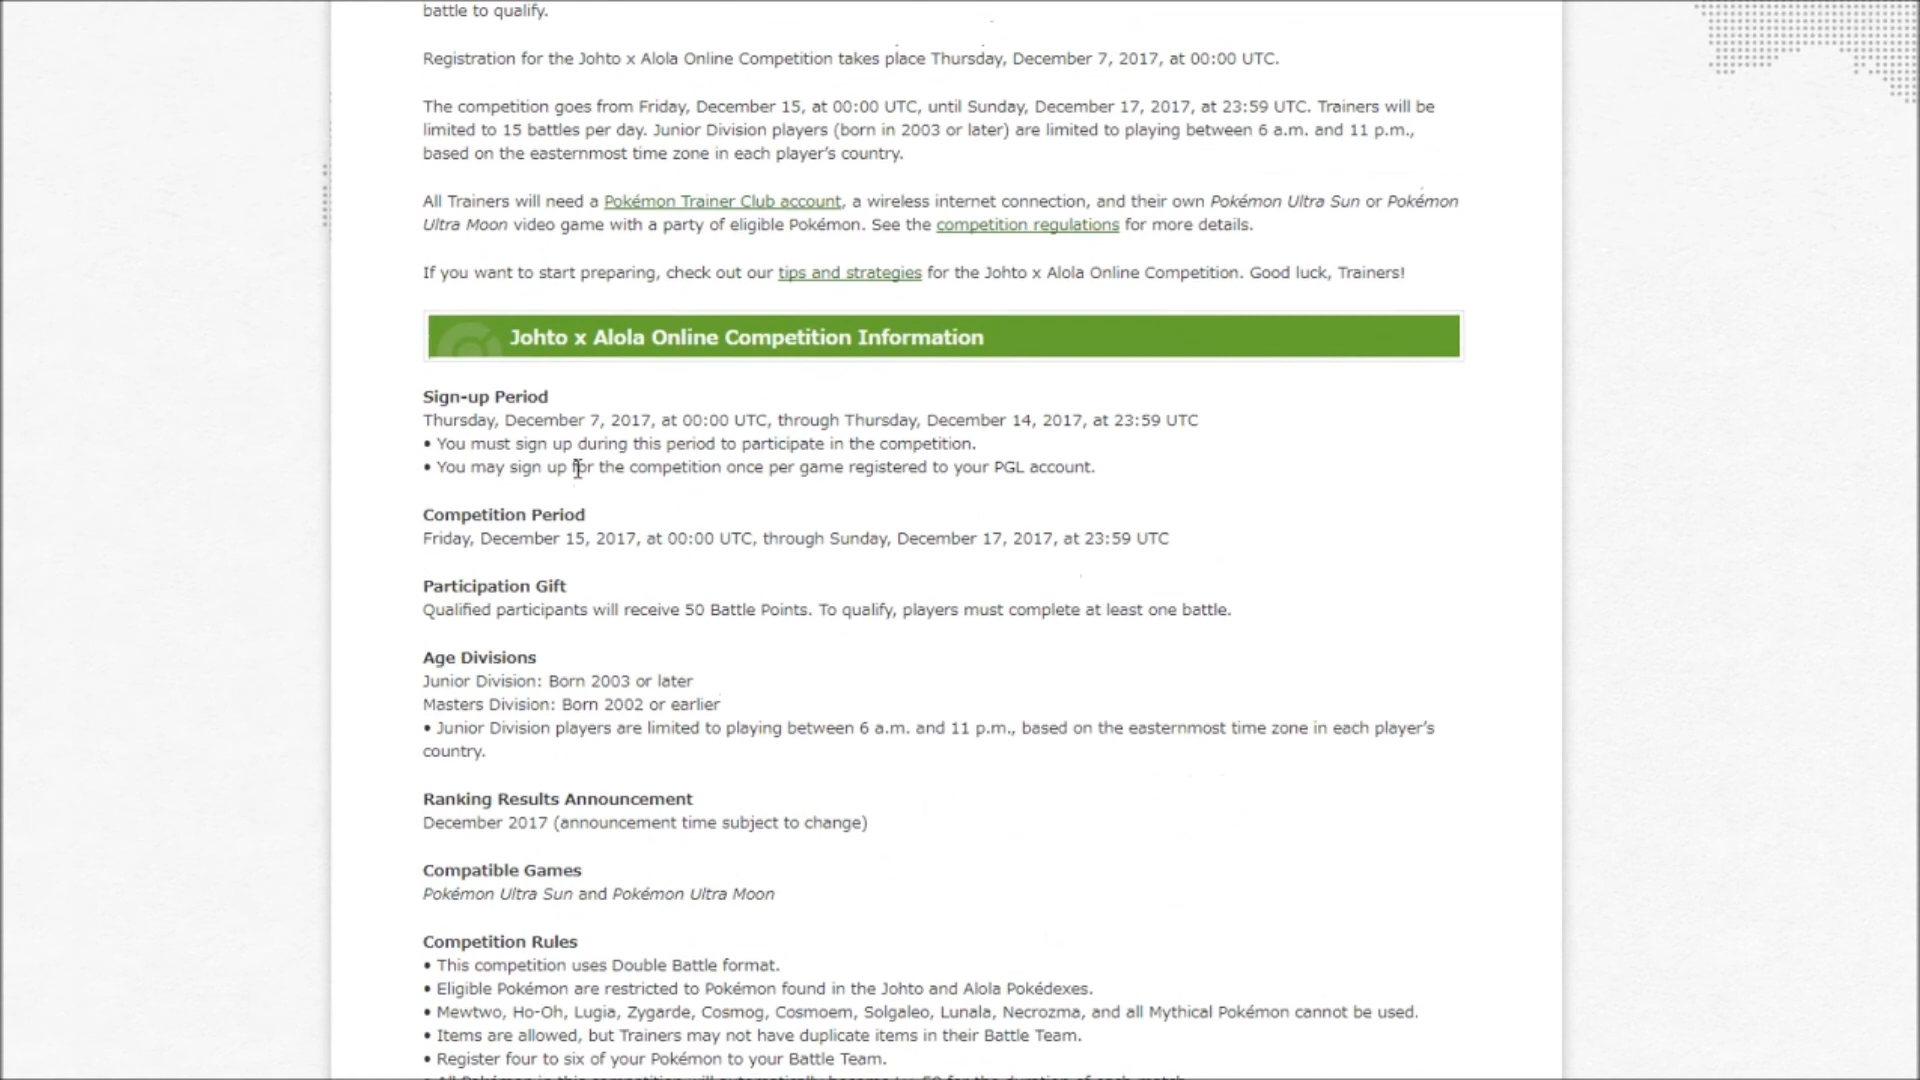 battle to qualify.
Registration for the Johto x Alola Online Competition takes place Thursday, December 7, 2017, at 00:00 UTC.
The competition goes from Friday, December 15, at 00:00 UTC, until Sunday, December 17, 2017, at 23:59 UTC. Trainers will be
limited to 15 battles per day. Junior Division players (born in 2003 or later) are limited to playing between 6 a.m. and 11 p.m.,
based on the easternmost time zone in each player’s country.
All Trainers will need a Pokémon Trainer Club account, a wireless internet connection, and their own Pokémon Ultra Sun or Pokémon
Ultra Moon video game with a party of eligible Pokémon. See the competition regulations for more details.
If you want to start preparing, check out our tips and strategies for the Johto x Alola Online Competition. Good luck, Trainers!
Johto x Alola Online Competition Information
Sign-up Period
Thursday, December 7, 2017, at 00:00 UTC, through Thursday, December 14, 2017, at 23:59 UTC
• You must sign up during this period to participate in the competition.
• You may sign up for the competition once per game registered to your PGL account.
Competition Period
Friday, December 15, 2017, at 00:00 UTC, through Sunday, December 17, 2017, at 23:59 UTC
Participation Gift
Qualified participants will receive 50 Battle Points. To qualify, players must complete at least one battle.
Age Divisions
Junior Division: Born 2003 or later
Masters Division: Born 2002 or earlier
• Junior Division players are limited to playing between 6 a.m. and 11 p.m., based on the easternmost time zone in each player’s
country.
Ranking Results Announcement
December 2017 (announcement time subject to change)
Compatible Games
Pokémon Ultra Sun and Pokémon Ultra Moon
Competition Rules
• This competition uses Double Battle format.
• Eligible Pokémon are restricted to Pokémon found in the Johto and Alola Pokédexes.
• Mewtwo, Ho-Oh, Lugia, Zygarde, Cosmog, Cosmoem, Solgaleo, Lunala, Necrozma, and all Mythical Pokémon cannot be used.
• Items are allowed, but Trainers may not have duplicate items in their Battle Team.
• Register four to six of your Pokémon to your Battle Team.